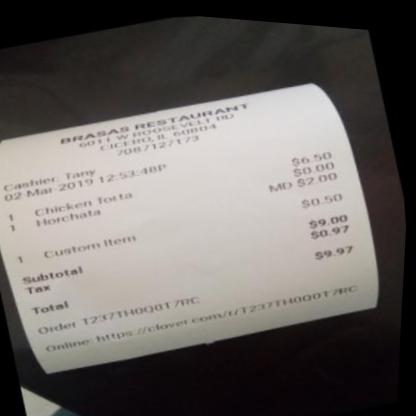 BRASAS RESTAURANT
6011 W ROOSEVELT RD
CICERO, IL 60804
7087127173
Cashier: Tany
02-Mar-2019 12:53:48P
1 Chicken Torta $6.50
1 Horchata $0.00
MD $2.00
1 Custom Item $0.50
Subtotal $9.00
Tax $0.97
Total $9.97
Order T237TH0Q0T7RC
Online: https://clover.com/r/T237TH0Q0T7RC